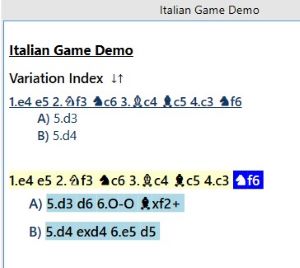 Italian Game Demo
Italian Game Demo
Variation Index ↓↑
1.e4 e5 2.♘f3 ♞c6 3.♗c4 ♝c5 4.c3 ♞f6
A) 5.d3
B) 5.d4
1.e4 e5 2.♘f3 ♞c6 3.♗c4 ♝c5 4.c3 ♞f6
A) 5.d3 d6 6.O-O ♝xf2+
B) 5.d4 exd4 6.e5 d5